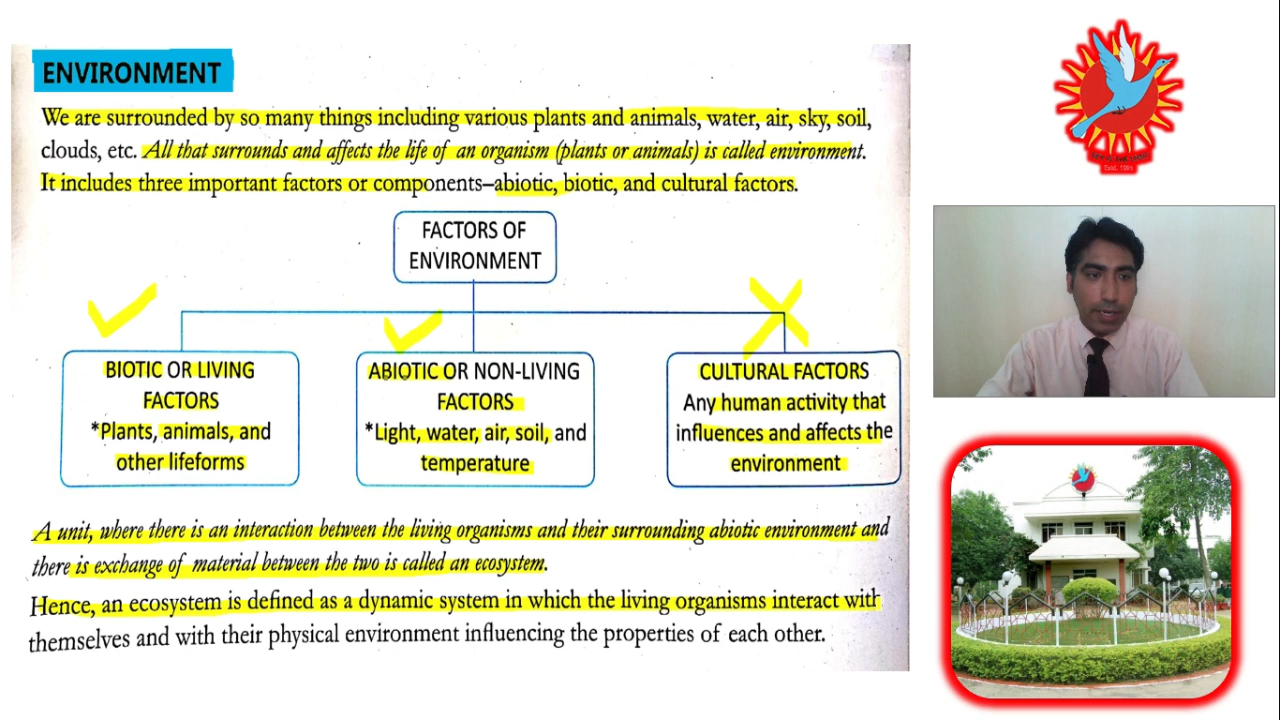 ENVIRONMENT
We are surrounded by so many things including various plants and animals, water, air, sky, soil,
clouds, etc. All that surrounds and affects the life of an organism (plants or animals) is called environment.
It includes three important factors or components–abiotic, biotic, and cultural factors.
FACTORS OF
ENVIRONMENT
BIOTIC OR LIVING
FACTORS
*Plants, animals, and
other lifeforms
ABIOTIC OR NON-LIVING
FACTORS
*Light, water, air, soil, and
temperature
CULTURAL FACTORS
Any human activity that
influences and affects the
environment
A unit, where there is an interaction between the living organisms and their surrounding abiotic environment and
there is exchange of material between the two is called an ecosystem.
Hence, an ecosystem is defined as a dynamic system in which the living organisms interact with
themselves and with their physical environment influencing the properties of each other.